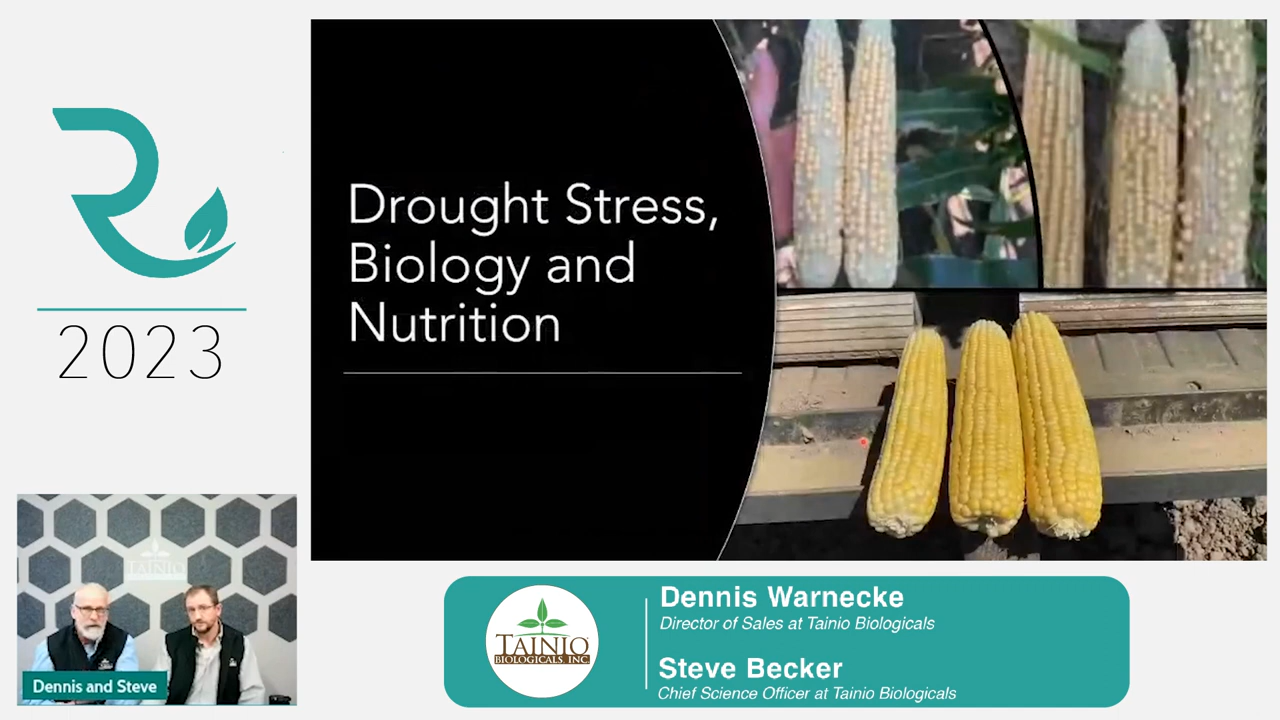 2023
Drought Stress,
Biology and
Nutrition
TAINIO
Dennis and Steve
TAINIO
BIOLOGICALS, INC.
Dennis Warnecke
Director of Sales at Tainio Biologicals
Steve Becker
Chief Science Officer at Tainio Biologicals